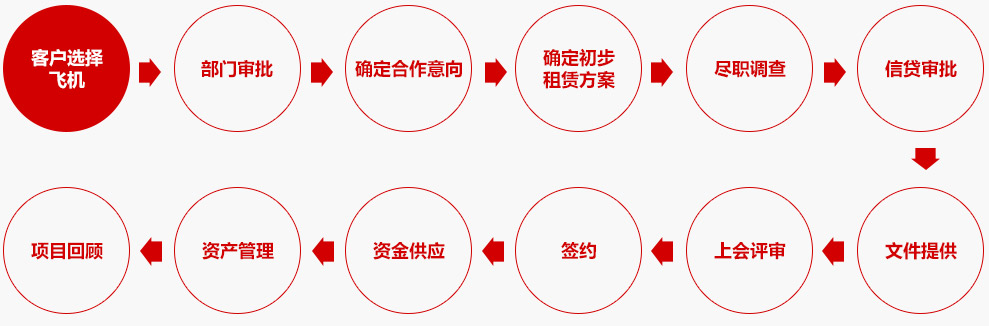 客户选择
飞机
部门审批
确定合作意向
确定初步
租赁方案
尽职调查
信贷审批
文件提供
上会评审
签约
资金供应
资产管理
项目回顾